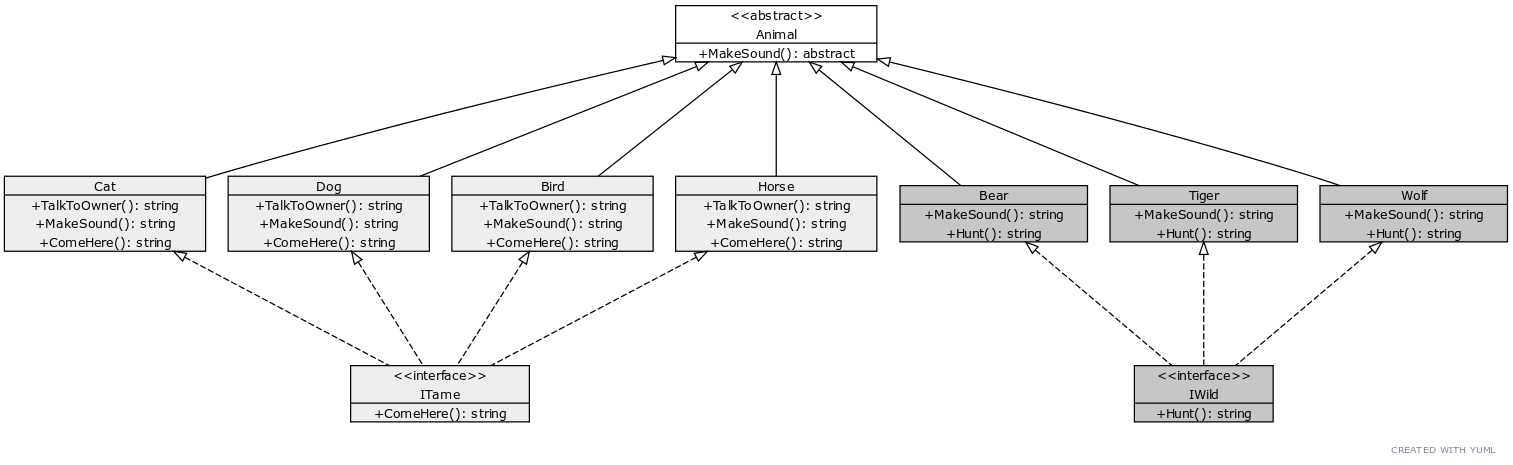 <<abstract>>
Animal
+MakeSound(): abstract
Cat
+TalkToOwner(): string
+MakeSound(): string
+ComeHere(): string
Dog
+TalkToOwner(): string
+MakeSound(): string
+ComeHere(): string
Bird
+TalkToOwner(): string
+MakeSound(): string
+ComeHere(): string
Horse
+TalkToOwner(): string
+MakeSound(): string
+ComeHere(): string
Bear
+MakeSound(): string
+Hunt(): string
Tiger
+MakeSound(): string
+Hunt(): string
Wolf
+MakeSound(): string
+Hunt(): string
<<interface>>
ITame
+ComeHere(): string
<<interface>>
IWild
+Hunt(): string
CREATED WITH YUML